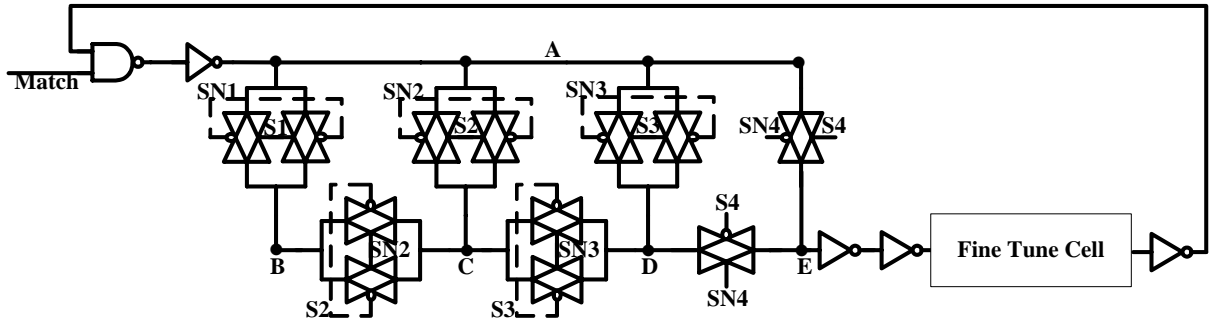 A
Match
SN1
SN2
SN3
S1
S2
S3
SN4
S4
S4
SN2
SN3
Fine Tune Cell
B
C
D
E
SN4
S2
S3